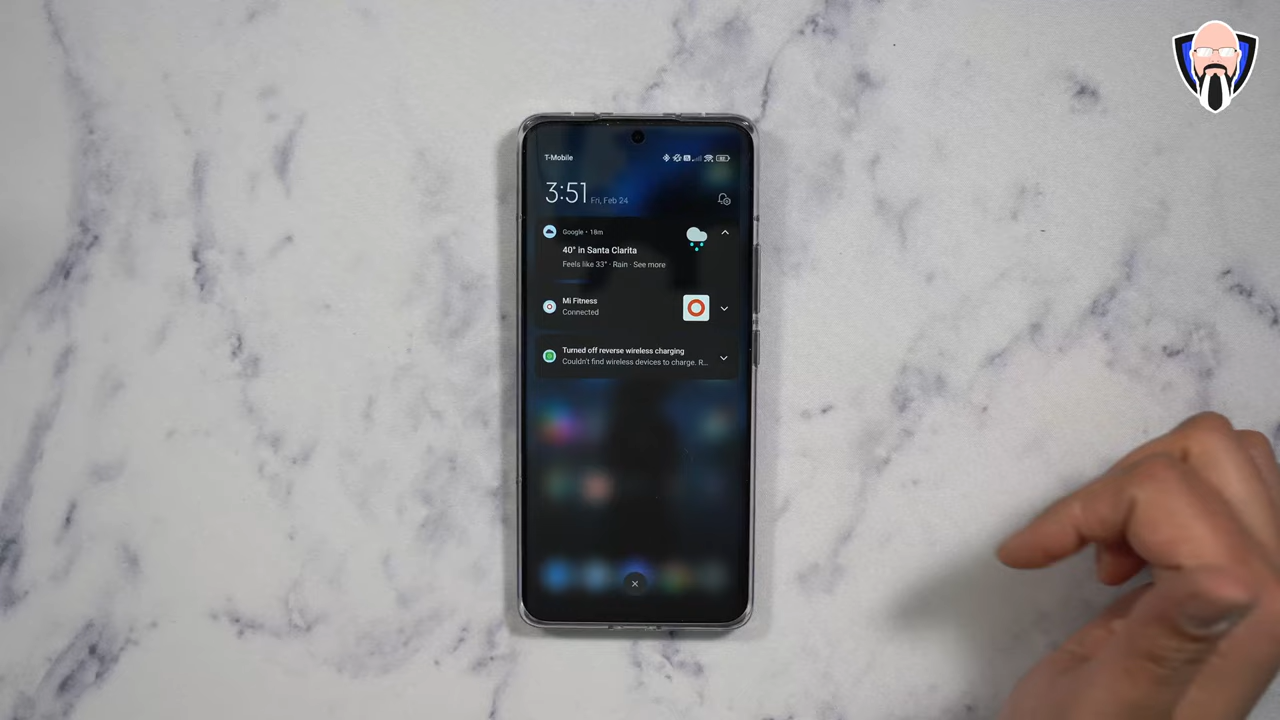 T-Mobile
3:51 Fri, Feb 24
Google • 18m
40° in Santa Clarita
Feels like 33° · Rain · See more
Mi Fitness
Connected
Turned off reverse wireless charging
Couldn't find wireless devices to charge. R...